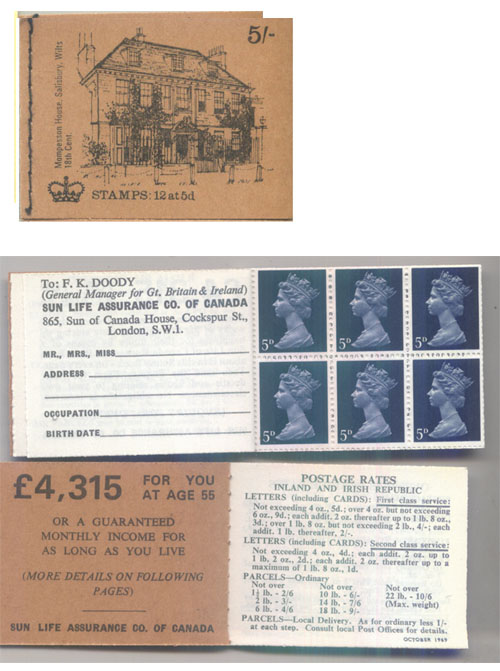 5/-
Mompesson House, Salisbury, Wilts
18th Cent.
STAMPS: 12 at 5d
To: F. K. DOODY
(General Manager for Gt. Britain & Ireland)
SUN LIFE ASSURANCE CO. OF CANADA
865, Sun of Canada House, Cockspur St.,
London, S.W.1.
MR., MRS., MISS
ADDRESS
OCCUPATION
BIRTH DATE
5D 5D 5D
5D 5D 5D
£4,315 FOR YOU
AT AGE 55
OR A GUARANTEED
MONTHLY INCOME FOR
AS LONG AS YOU LIVE
(MORE DETAILS ON FOLLOWING
PAGES)
SUN LIFE ASSURANCE CO. OF CANADA
POSTAGE RATES
INLAND AND IRISH REPUBLIC
LETTERS (including CARDS): First class service:
Not exceeding 4 oz., 5d.; over 4 oz. but not exceeding
6 oz., 9d.; each addit. 2 oz. thereafter up to 1 lb. 8 oz.,
3d.; over 1 lb. 8 oz. but not exceeding 2 lb., 4/-; each
addit. 1 lb. thereafter, 2/-.
LETTERS (including CARDS): Second class service:
Not exceeding 4 oz., 4d.; each addit. 2 oz. up to
1 lb. 2 oz., 2d.; each addit. 2 oz. thereafter up to a
maximum of 1 lb. 8 oz., 1d.
PARCELS—Ordinary
Not over Not over Not over
1½ lb. - 2/6 10 lb. - 6/- 22 lb. - 10/6
2 lb. - 3/- 14 lb. - 7/6 (Max. weight)
6 lb. - 4/6 18 lb. - 9/-
PARCELS—Local Delivery. As for ordinary less 1/-
at each step. Consult local Post Offices for details.
OCTOBER 1969